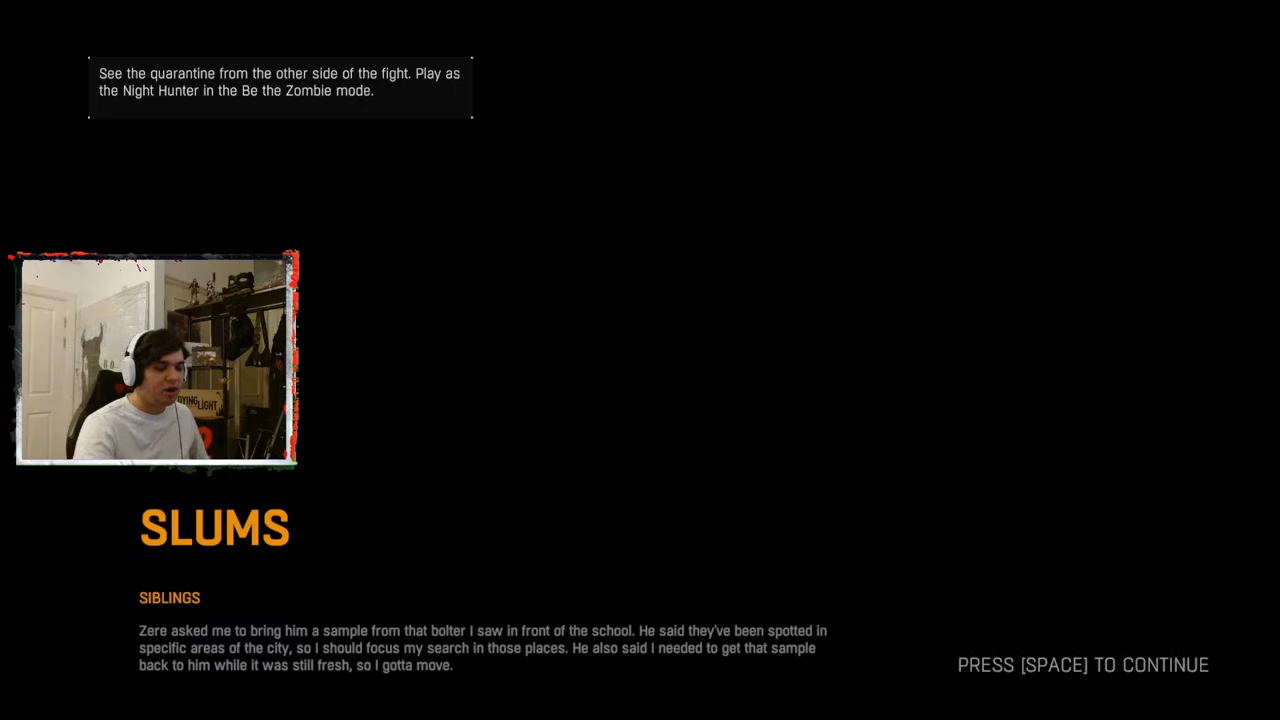 See the quarantine from the other side of the fight. Play as
the Night Hunter in the Be the Zombie mode.
DYING LIGHT
SLUMS
SIBLINGS
Zere asked me to bring him a sample from that bolter I saw in front of the school. He said they've been spotted in
specific areas of the city, so I should focus my search in those places. He also said I needed to get that sample
back to him while it was still fresh, so I gotta move.
PRESS [SPACE] TO CONTINUE